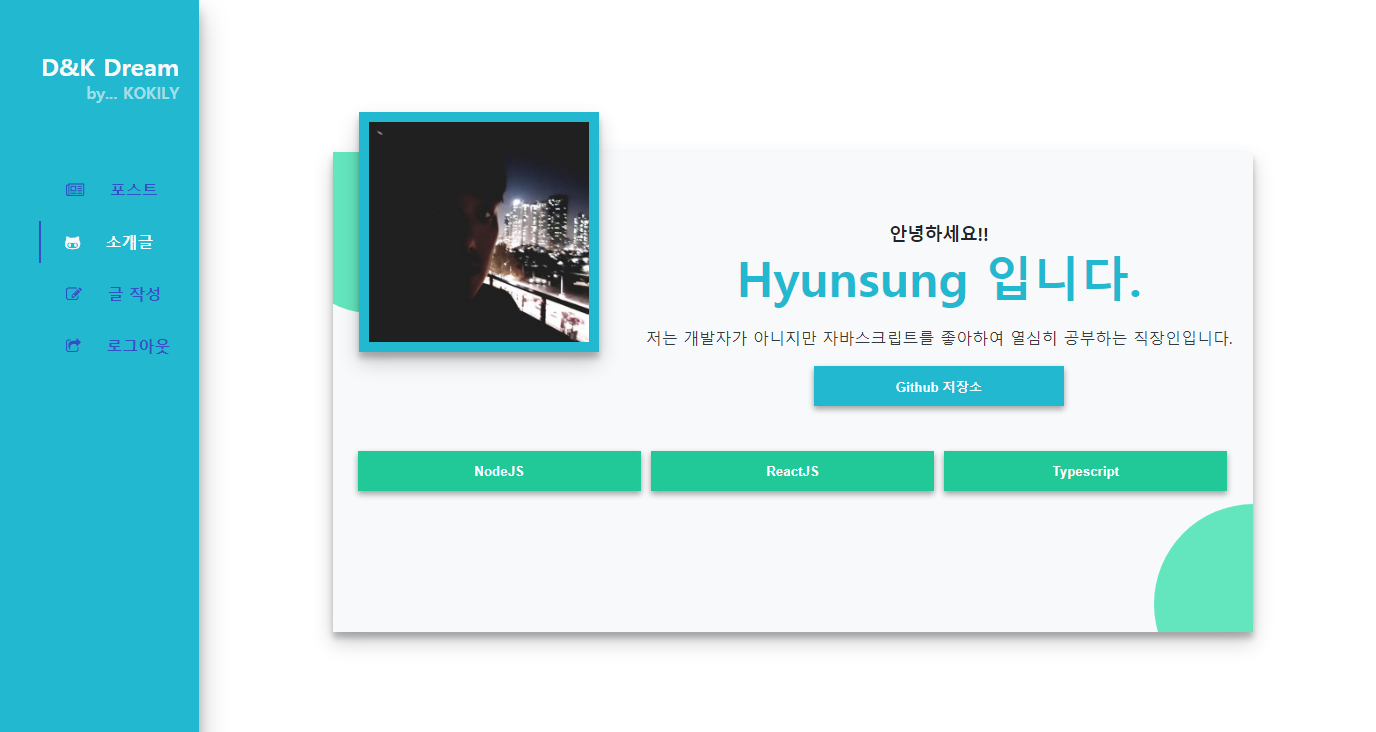 D&K Dream
by... KOKILY
포스트
소개글
글 작성
로그아웃
안녕하세요!!
Hyunsung 입니다.
저는 개발자가 아니지만 자바스크립트를 좋아하여 열심히 공부하는 직장인입니다.
Github 저장소
NodeJS
ReactJS
Typescript